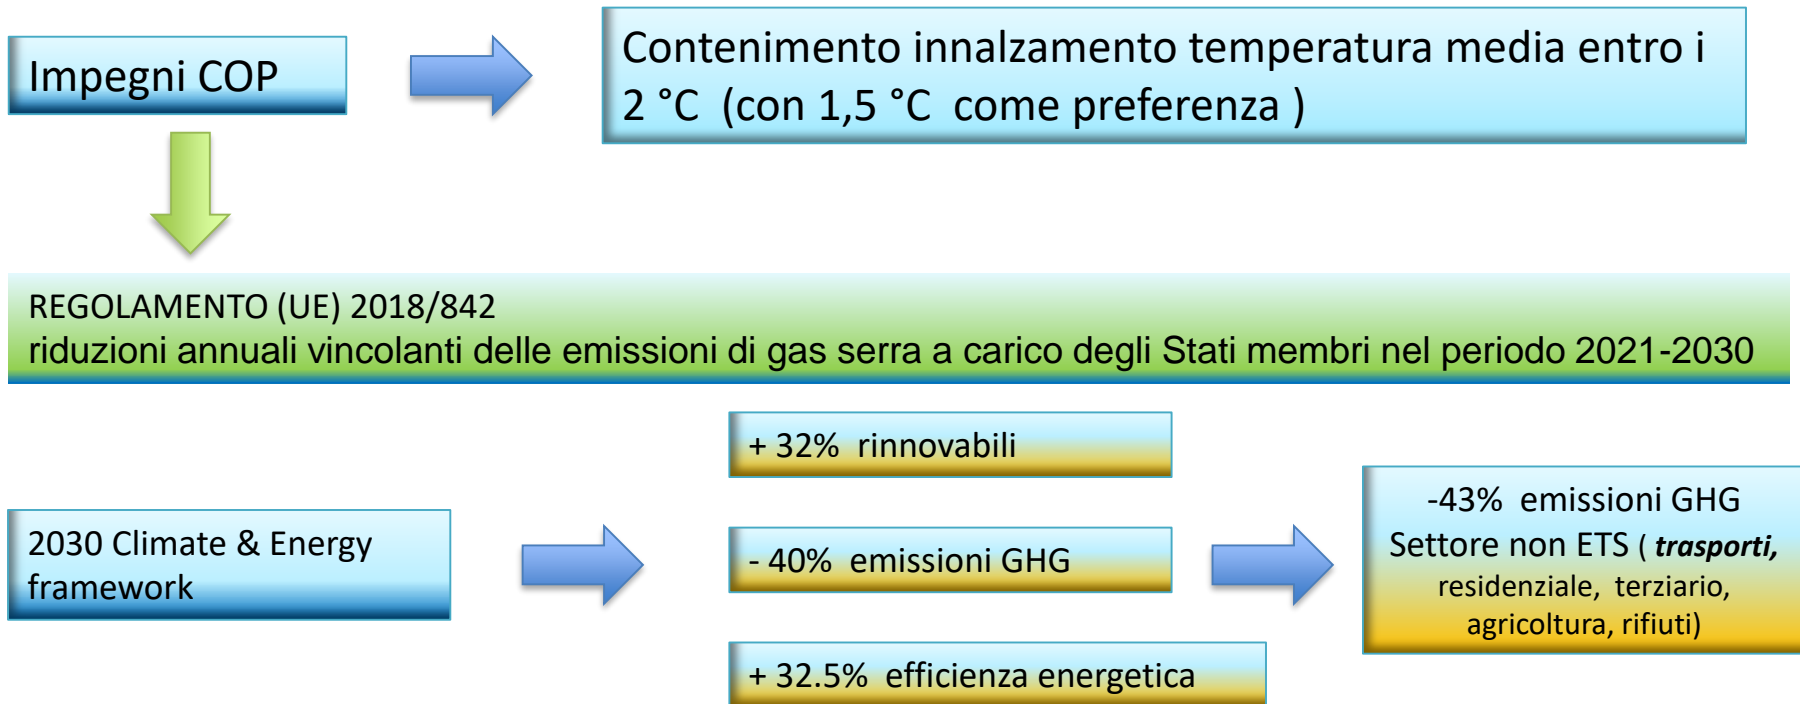 Impegni COP
Contenimento innalzamento temperatura media entro i
2 °C (con 1,5 °C come preferenza )
REGOLAMENTO (UE) 2018/842
riduzioni annuali vincolanti delle emissioni di gas serra a carico degli Stati membri nel periodo 2021-2030
2030 Climate & Energy
framework
+ 32% rinnovabili
- 40% emissioni GHG
+ 32.5% efficienza energetica
-43% emissioni GHG
Settore non ETS ( trasporti,
residenziale, terziario,
agricoltura, rifiuti)